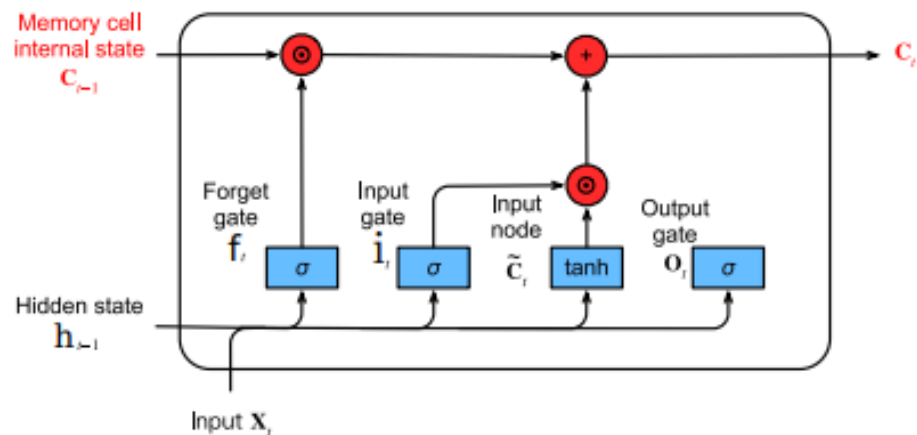 Memory cell
internal state
C_{t-1}
C_t
+
Forget
gate
f_t
Input
gate
i_t
Input
node
C̃_t
Output
gate
O_t
σ
σ
tanh
σ
Hidden state
h_{t-1}
Input X_t